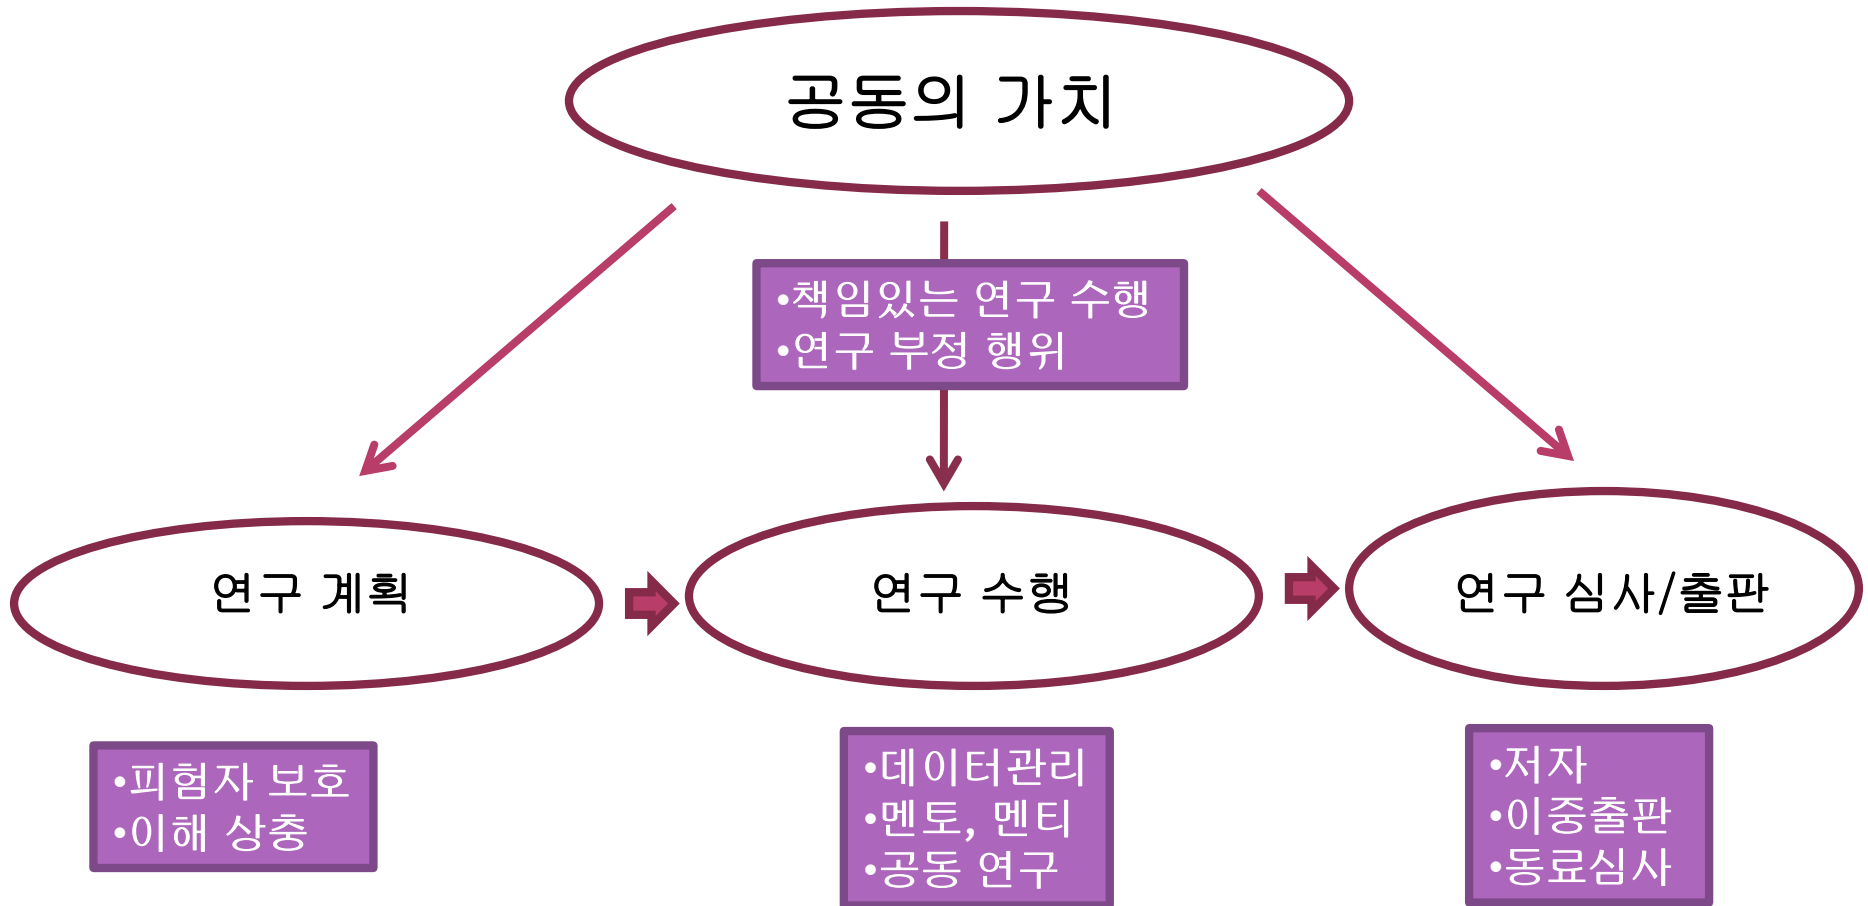 공동의 가치
•책임있는 연구 수행
•연구 부정 행위
연구 계획
연구 수행
연구 심사/출판
•피험자 보호
•이해 상충
•데이터관리
•멘토, 멘티
•공동 연구
•저자
•이중출판
•동료심사